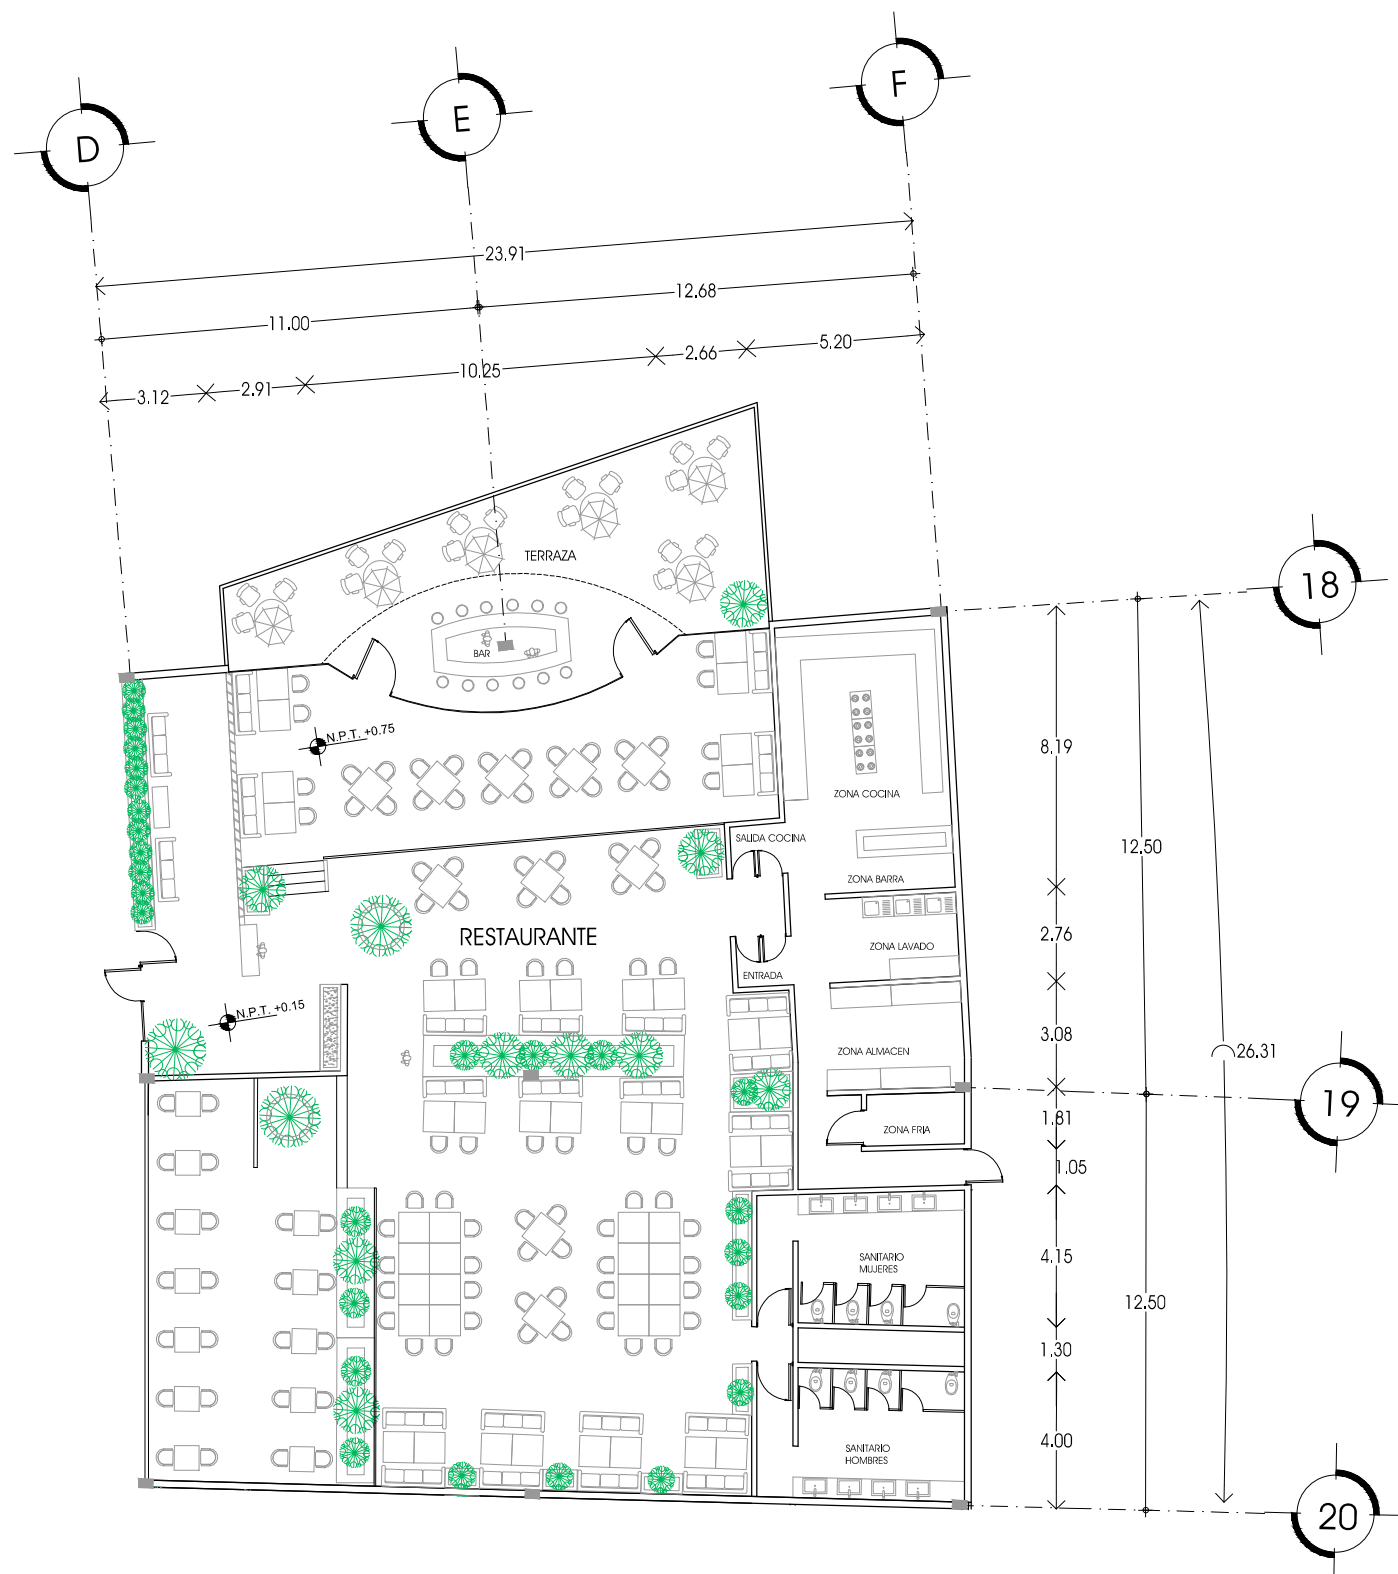 F
E
D
23.91
12.68
11.00
5.20
2.66
10.25
2.91
3.12
TERRAZA
18
BAR
N.P.T. +0.75
8.19
ZONA COCINA
SALIDA COCINA
12.50
ZONA BARRA
RESTAURANTE
2.76
ZONA LAVADO
ENTRADA
N.P.T. +0.15
3.08
ZONA ALMACEN
26.31
19
1.81
ZONA FRIA
1.05
SANITARIO
MUJERES
4.15
12.50
1.30
4.00
SANITARIO
HOMBRES
20